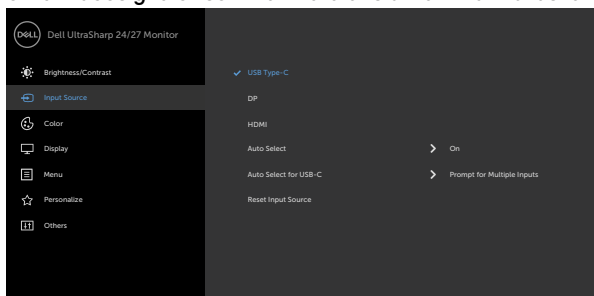 DELL
Dell UltraSharp 24/27 Monitor
Brightness/Contrast
USB Type-C
Input Source
DP
Color
HDMI
Display
Auto Select
On
Menu
Auto Select for USB-C
Prompt for Multiple Inputs
Personalize
Reset Input Source
Others